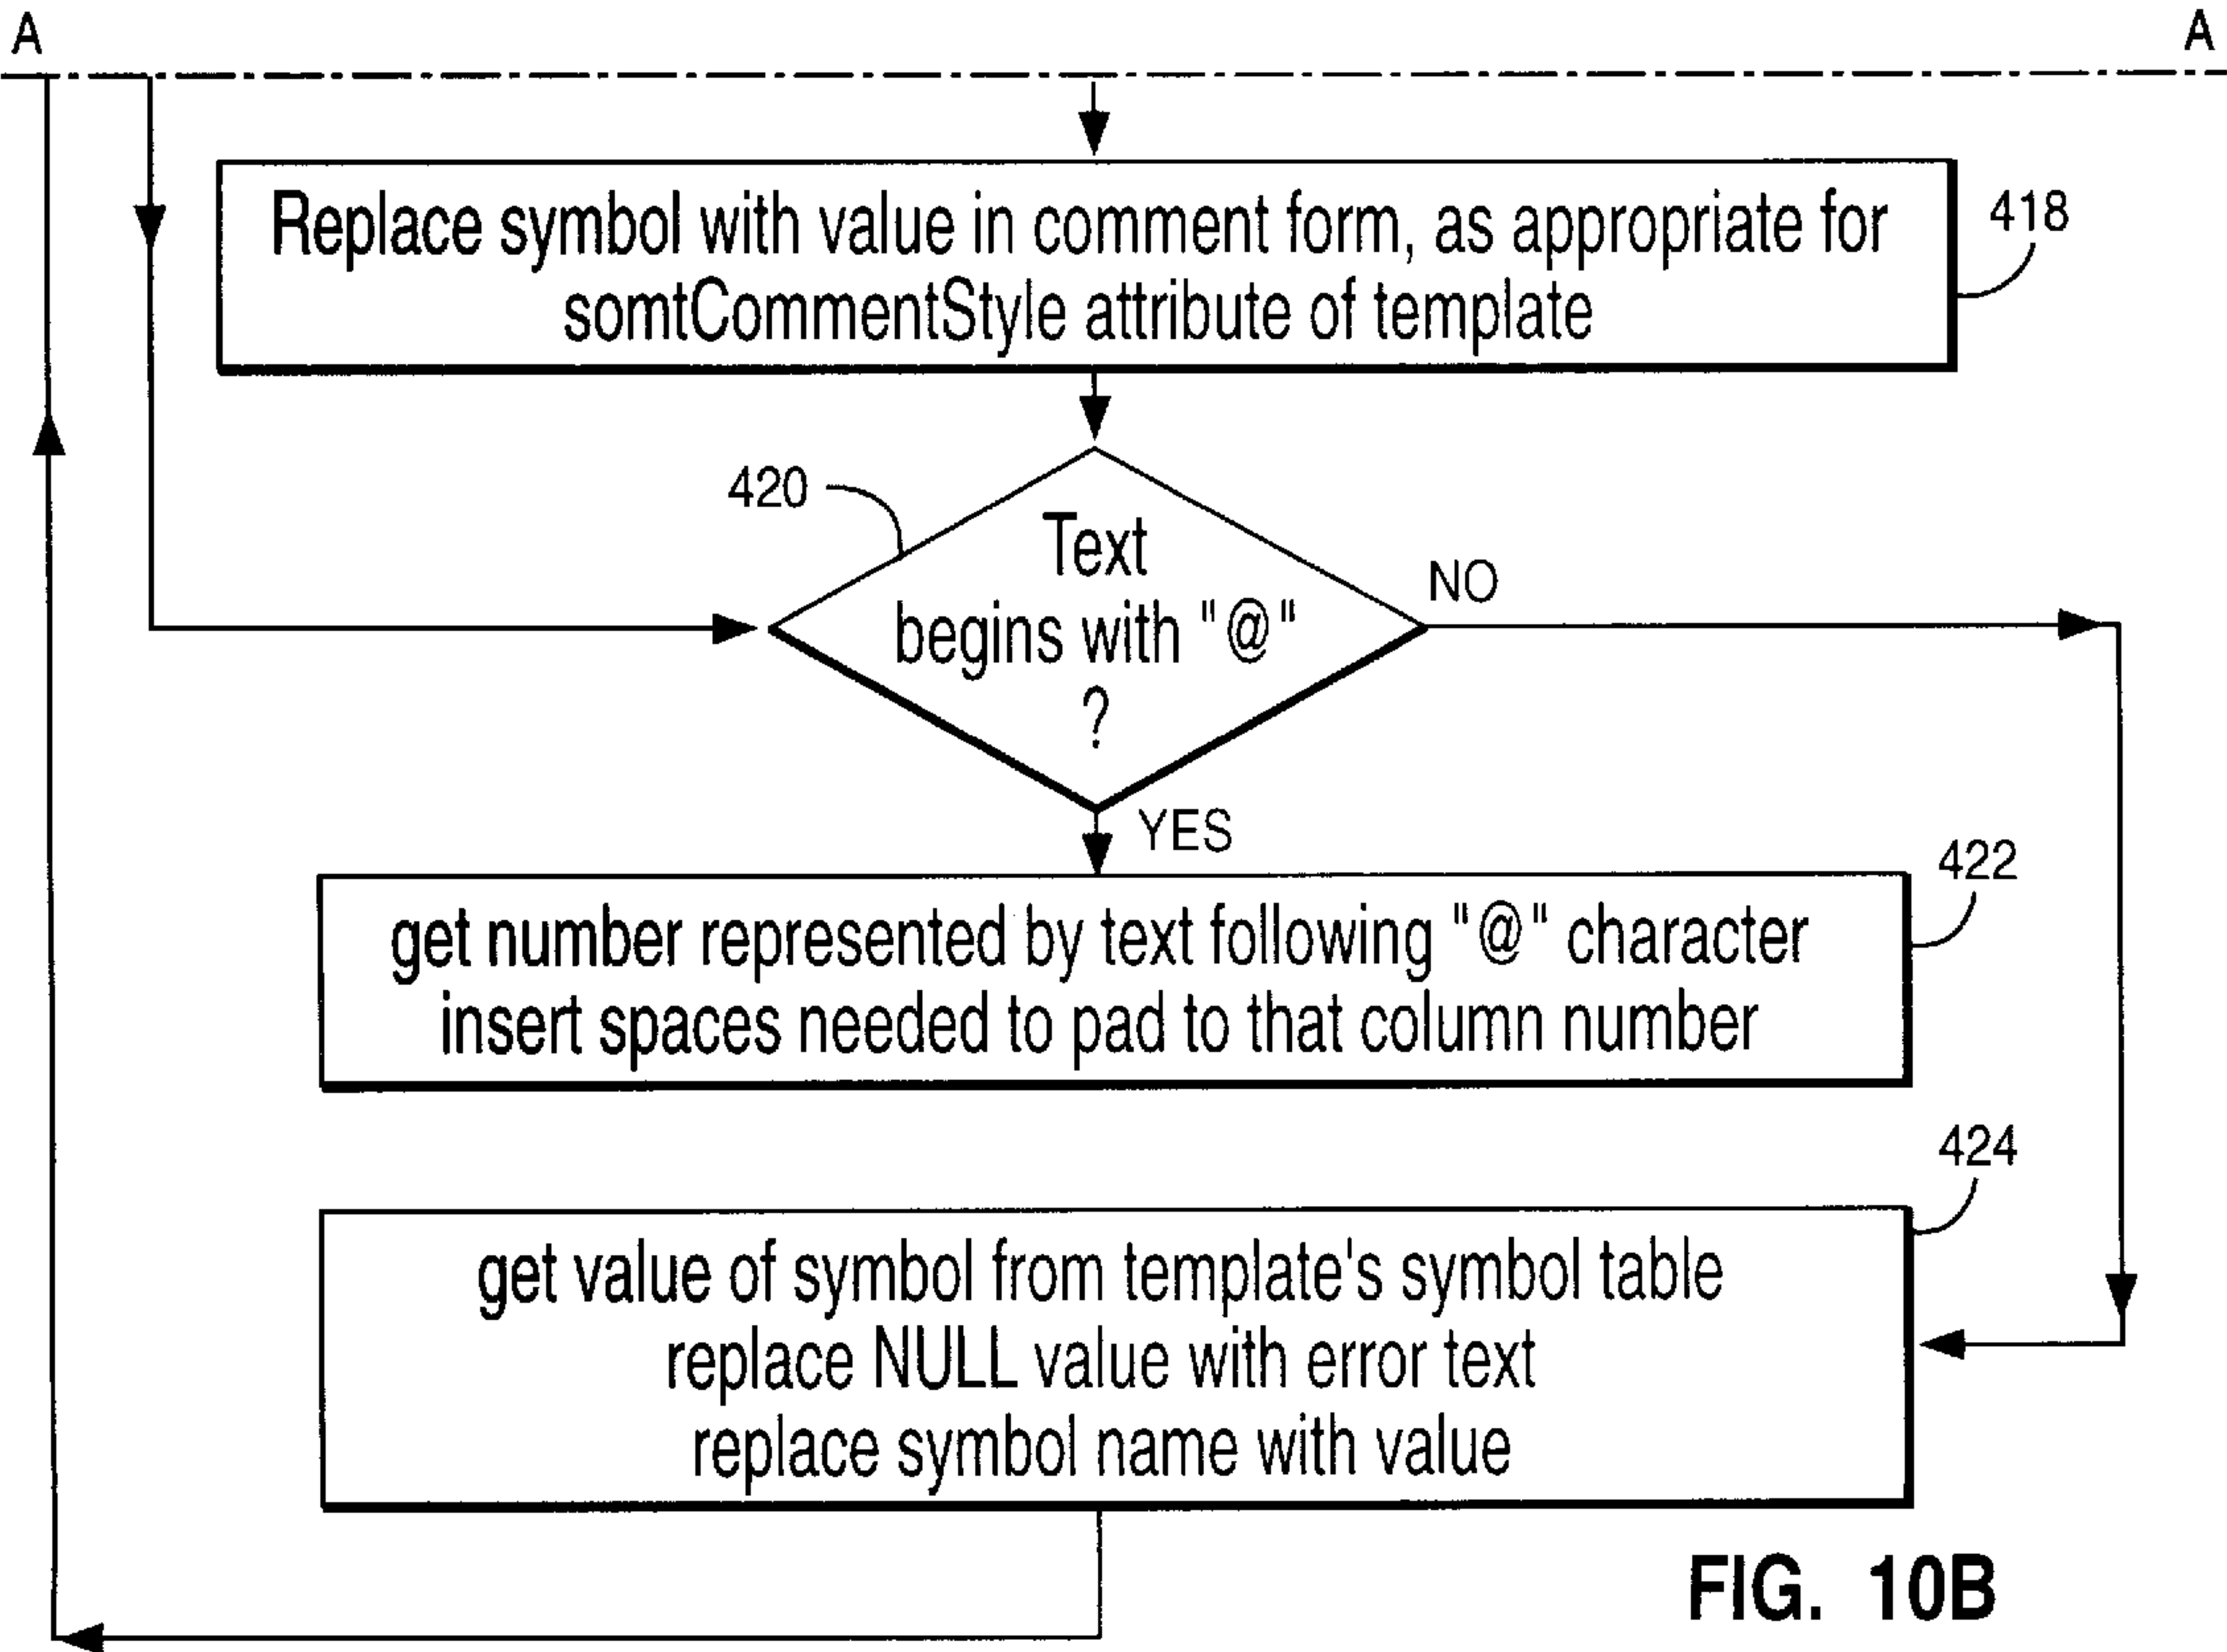 A
A
Replace symbol with value in comment form, as appropriate for
somtCommentStyle attribute of template
418
420
Text
begins with "@"
?
NO
YES
422
get number represented by text following "@" character
insert spaces needed to pad to that column number
424
get value of symbol from template's symbol table
replace NULL value with error text
replace symbol name with value
FIG. 10B